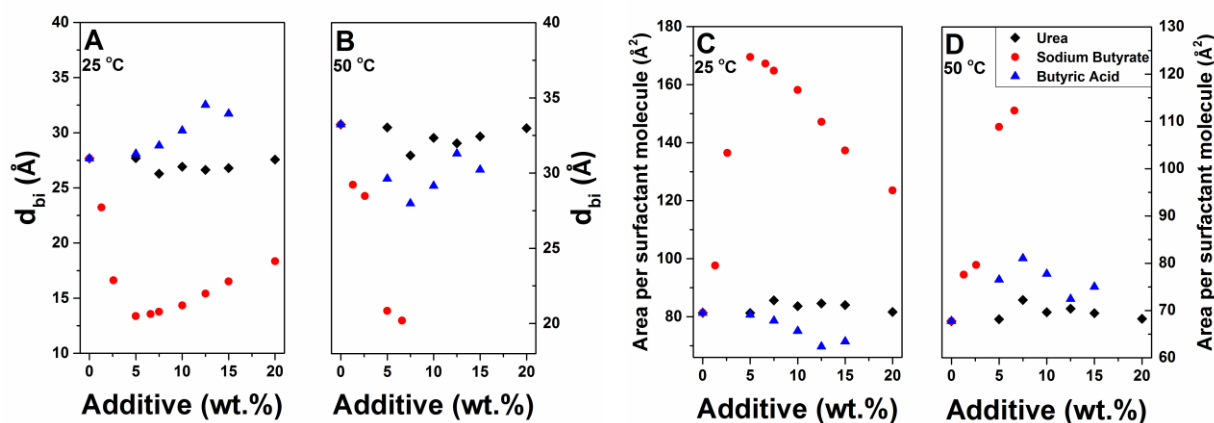 A
25 °C
40
35
30
25
20
15
10
d_bi (Å)
0 5 10 15 20
Additive (wt.%)
B
50 °C
40
35
30
25
20
d_bi (Å)
0 5 10 15 20
Additive (wt.%)
C
25 °C
180
160
140
120
100
80
Area per surfactant molecule (Å²)
0 5 10 15 20
Additive (wt.%)
D
50 °C
Urea
Sodium Butyrate
Butyric Acid
130
120
110
100
90
80
70
60
Area per surfactant molecule (Å²)
0 5 10 15 20
Additive (wt.%)